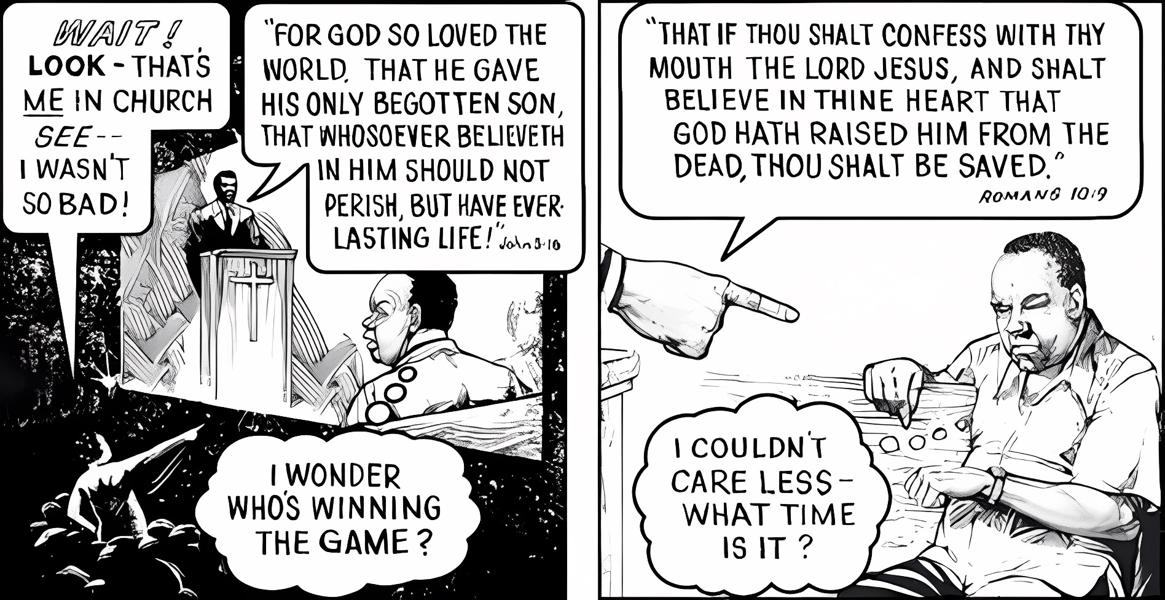 WAIT!
LOOK - THAT'S
ME IN CHURCH
SEE--
I WASN'T
SO BAD!
"FOR GOD SO LOVED THE
WORLD, THAT HE GAVE
HIS ONLY BEGOTTEN SON,
THAT WHOSOEVER BELIEVETH
IN HIM SHOULD NOT
PERISH, BUT HAVE EVER-
LASTING LIFE!" John 3:16
I WONDER
WHO'S WINNING
THE GAME?
"THAT IF THOU SHALT CONFESS WITH THY
MOUTH THE LORD JESUS, AND SHALT
BELIEVE IN THINE HEART THAT
GOD HATH RAISED HIM FROM THE
DEAD, THOU SHALT BE SAVED."
ROMANS 10:9
I COULDN'T
CARE LESS-
WHAT TIME
IS IT?